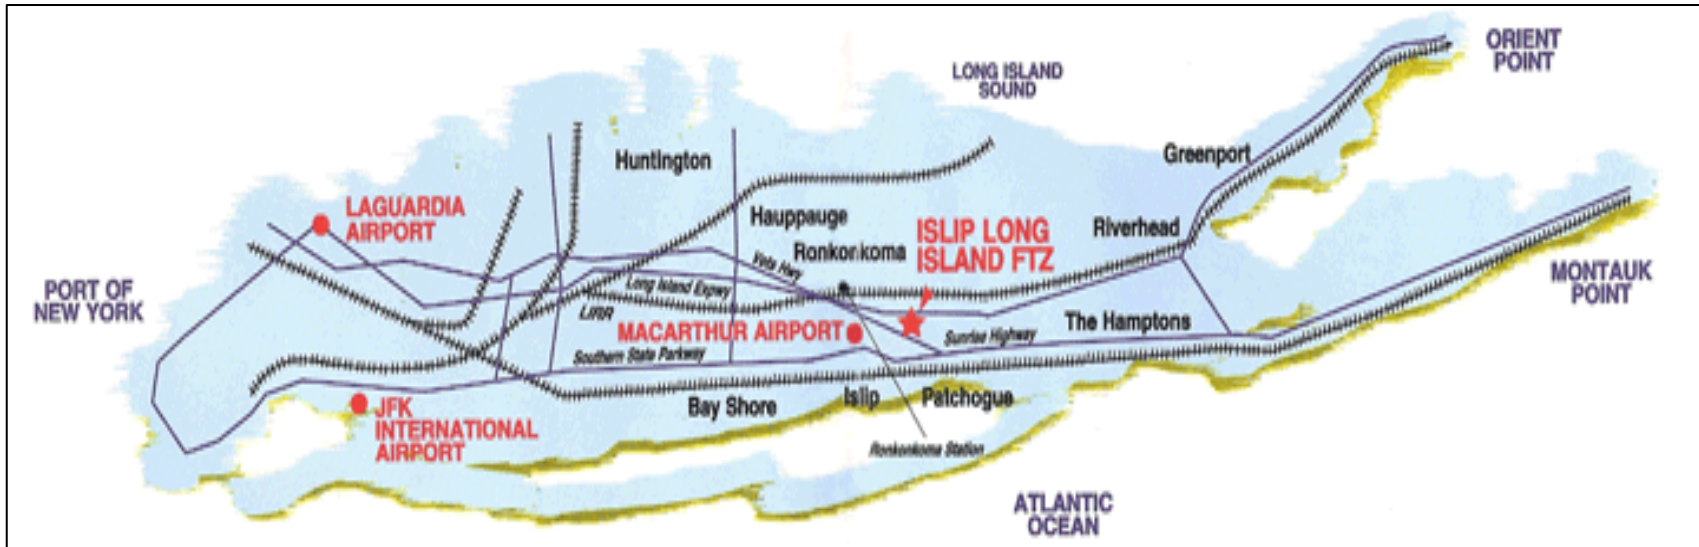 ORIENT
POINT
LONG ISLAND
SOUND
Huntington
Greenport
LAGUARDIA
AIRPORT
Hauppauge
ISLIP LONG
ISLAND FTZ
Riverhead
Ronkonkoma
Vets Hwy
MONTAUK
POINT
PORT OF
NEW YORK
Long Island Expwy
LIRR
MACARTHUR AIRPORT
The Hamptons
Sunrise Highway
Southern State Parkway
JFK
INTERNATIONAL
AIRPORT
Bay Shore
Islip
Patchogue
Ronkonkoma Station
ATLANTIC
OCEAN